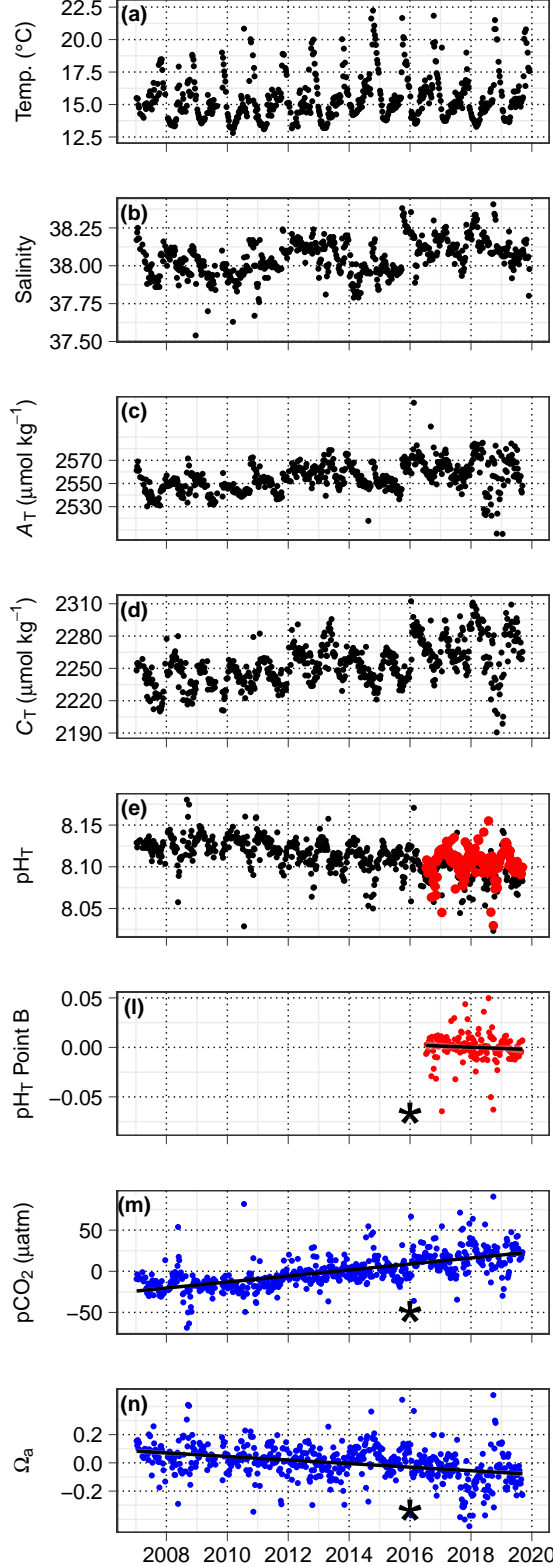 (a)
Temp. (°C)
22.5
20.0
17.5
15.0
12.5
(b)
Salinity
38.25
38.00
37.75
37.50
(c)
A_T (µmol kg⁻¹)
2570
2550
2530
(d)
C_T (µmol kg⁻¹)
2310
2280
2250
2220
2190
(e)
pH_T
8.15
8.10
8.05
(l)
pH_T Point B
0.05
0.00
−0.05
*
(m)
pCO₂ (µatm)
50
0
−50
*
(n)
Ωₐ
0.2
0.0
−0.2
*
2008 2010 2012 2014 2016 2018 2020